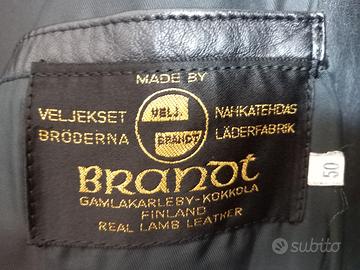 MADE BY
VELJEKSET VELJ. NAHKATEHDAS
BRÖDERNA BRANDT LÄDERFABRIK
BRANDT
GAMLAKARLEBY-KOKKOLA
FINLAND
REAL LAMB LEATHER
50
subito